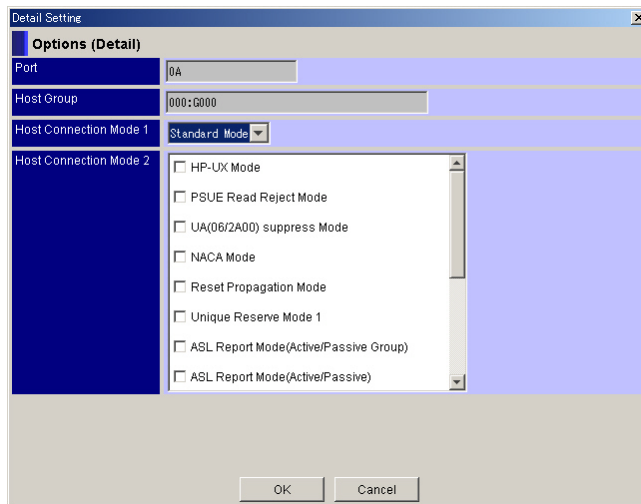 Detail Setting
Options (Detail)
Port
0A
Host Group
000:G000
Host Connection Mode 1
Standard Mode
Host Connection Mode 2
HP-UX Mode
PSUE Read Reject Mode
UA(06/2A00) suppress Mode
NACA Mode
Reset Propagation Mode
Unique Reserve Mode 1
ASL Report Mode(Active/Passive Group)
ASL Report Mode(Active/Passive)
OK
Cancel